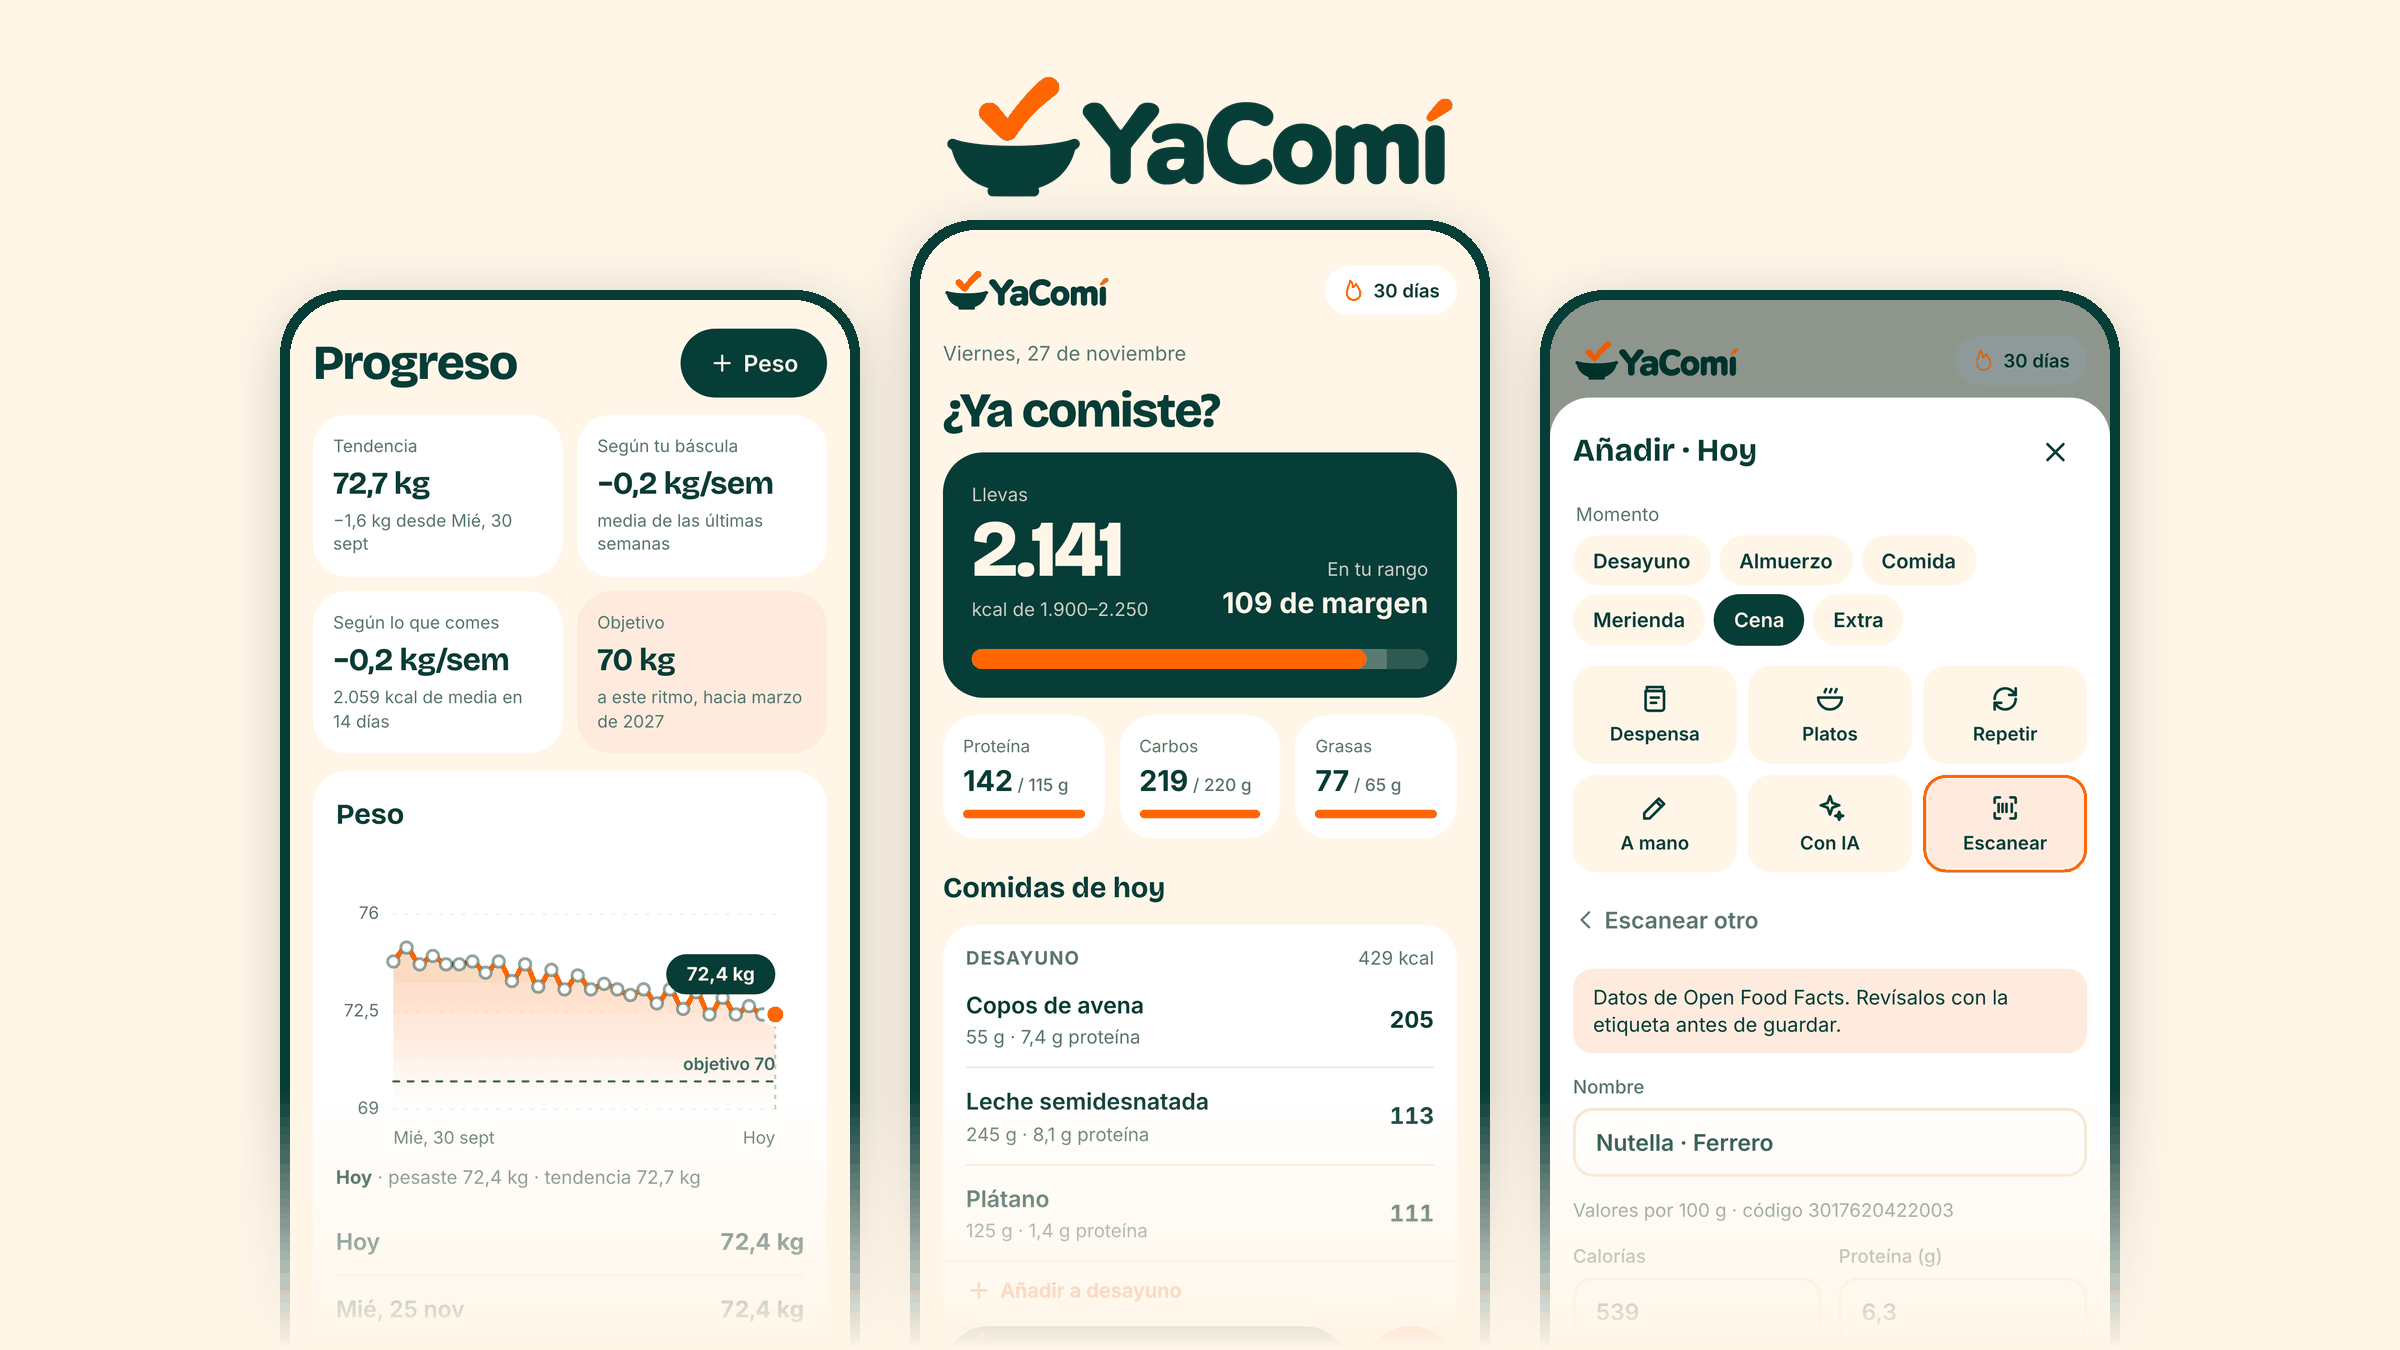 YaComí
Progreso
+ Peso
Tendencia
72,7 kg
−1,6 kg desde Mié, 30
sept
Según tu báscula
−0,2 kg/sem
media de las últimas
semanas
Según lo que comes
−0,2 kg/sem
2.059 kcal de media en
14 días
Objetivo
70 kg
a este ritmo, hacia marzo
de 2027
Peso
76
72,5
69
72,4 kg
objetivo 70
Mié, 30 sept
Hoy
Hoy · pesaste 72,4 kg · tendencia 72,7 kg
Hoy 72,4 kg
Mié, 25 nov 72,4 kg
YaComí
30 días
Viernes, 27 de noviembre
¿Ya comiste?
Llevas
2.141
kcal de 1.900–2.250
En tu rango
109 de margen
Proteína
142 / 115 g
Carbos
219 / 220 g
Grasas
77 / 65 g
Comidas de hoy
DESAYUNO 429 kcal
Copos de avena 205
55 g · 7,4 g proteína
Leche semidesnatada 113
245 g · 8,1 g proteína
Plátano 111
125 g · 1,4 g proteína
+ Añadir a desayuno
YaComí
30 días
Añadir · Hoy
Momento
Desayuno
Almuerzo
Comida
Merienda
Cena
Extra
Despensa
Platos
Repetir
A mano
Con IA
Escanear
Escanear otro
Datos de Open Food Facts. Revísalos con la
etiqueta antes de guardar.
Nombre
Nutella · Ferrero
Valores por 100 g · código 3017620422003
Calorías
539
Proteína (g)
6,3